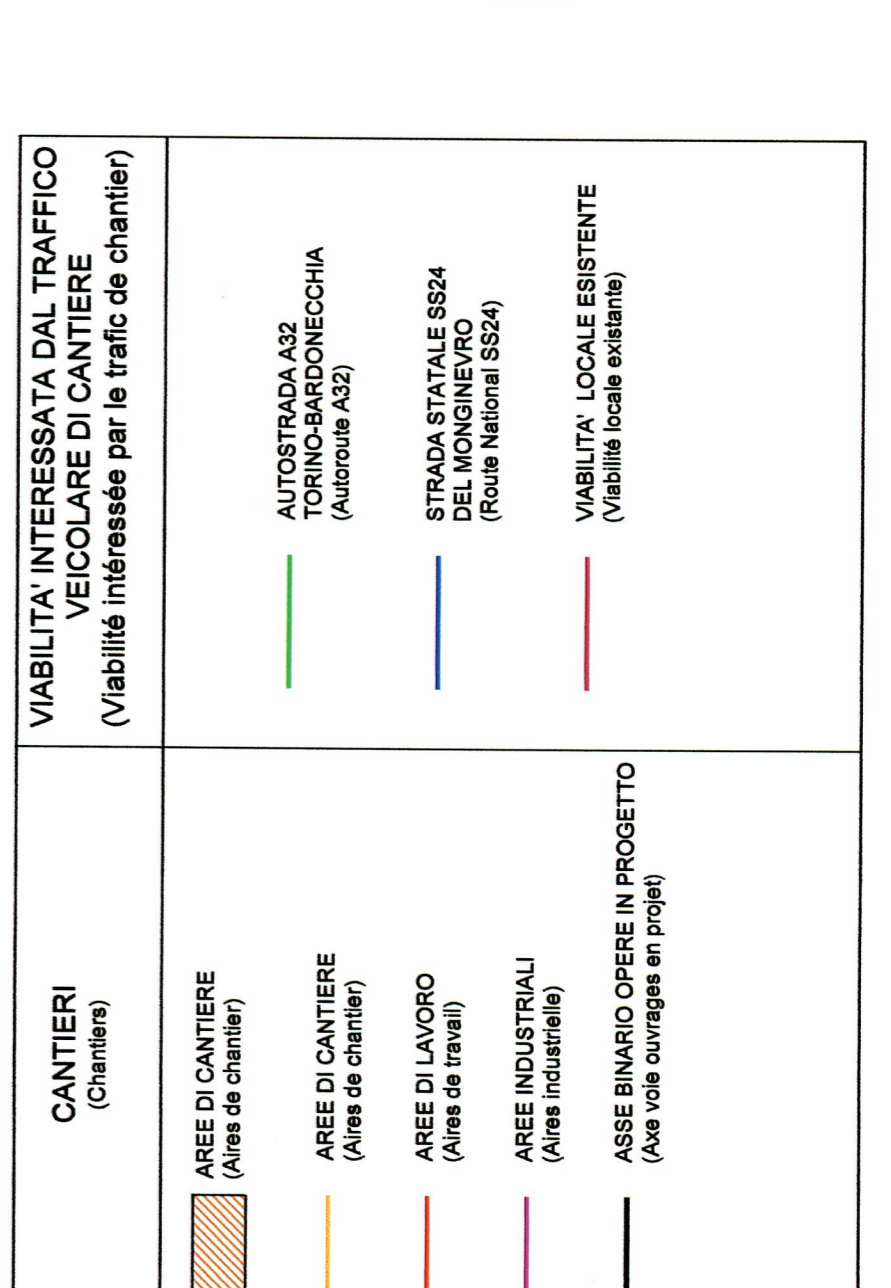 CANTIERI
(Chantiers)
AREE DI CANTIERE
(Aires de chantier)
AREE DI CANTIERE
(Aires de chantier)
AREE DI LAVORO
(Aires de travail)
AREE INDUSTRIALI
(Aires industrielle)
ASSE BINARIO OPERE IN PROGETTO
(Axe voie ouvrages en projet)
VIABILITA' INTERESSATA DAL TRAFFICO
VEICOLARE DI CANTIERE
(Viabilité intéressée par le trafic de chantier)
AUTOSTRADA A32
TORINO-BARDONECCHIA
(Autoroute A32)
STRADA STATALE SS24
DEL MONGINEVRO
(Route National SS24)
VIABILITA' LOCALE ESISTENTE
(Viabilité locale existante)